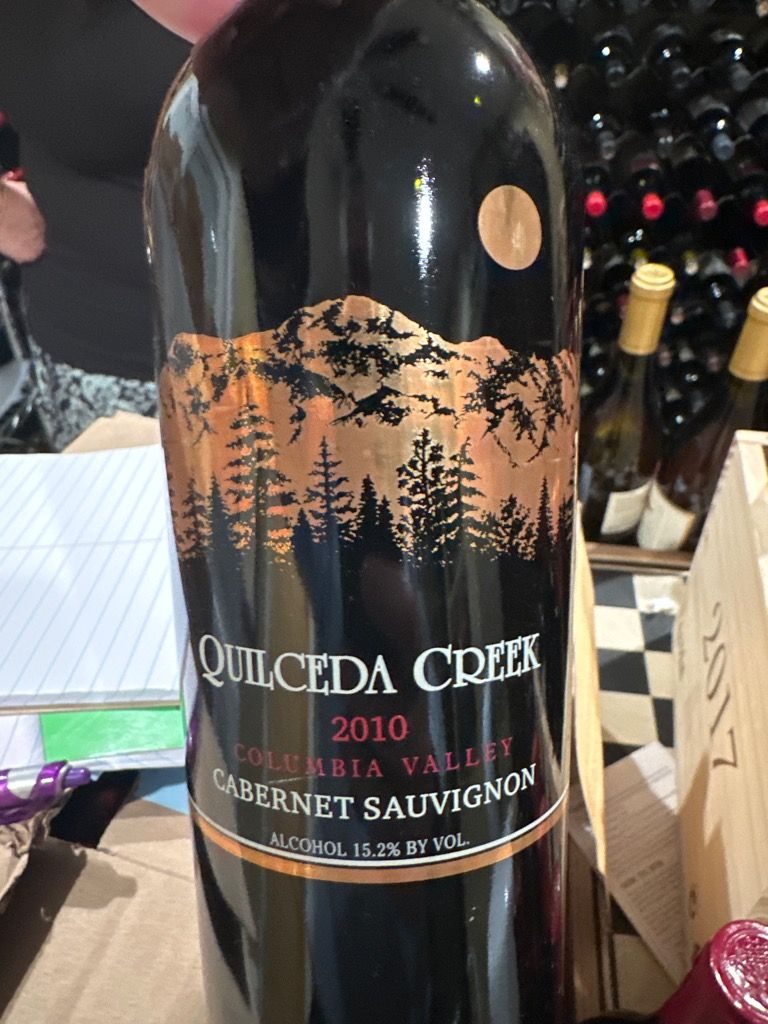 QUILCEDA CREEK
2010
COLUMBIA VALLEY
CABERNET SAUVIGNON
ALCOHOL 15.2% BY VOL.
2017